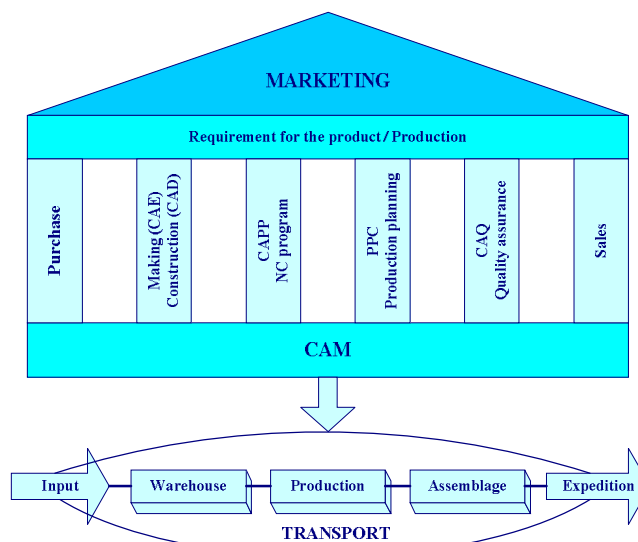 MARKETING
Requirement for the product / Production
Purchase
Making (CAE)
Construction (CAD)
CAPP
NC program
PPC
Production planning
CAQ
Quality assurance
Sales
CAM
Input
Warehouse
Production
Assemblage
Expedition
TRANSPORT